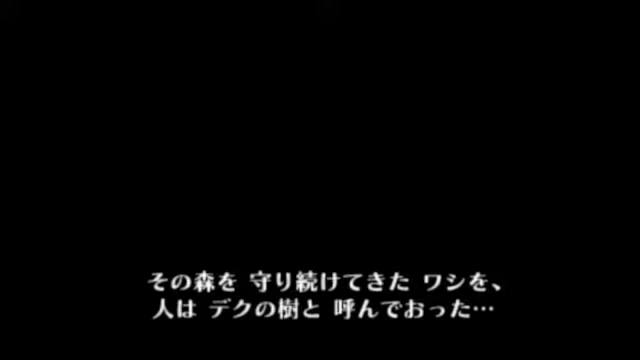 その森を 守り続けてきた ワシを、
人は デクの樹と 呼んでおった…